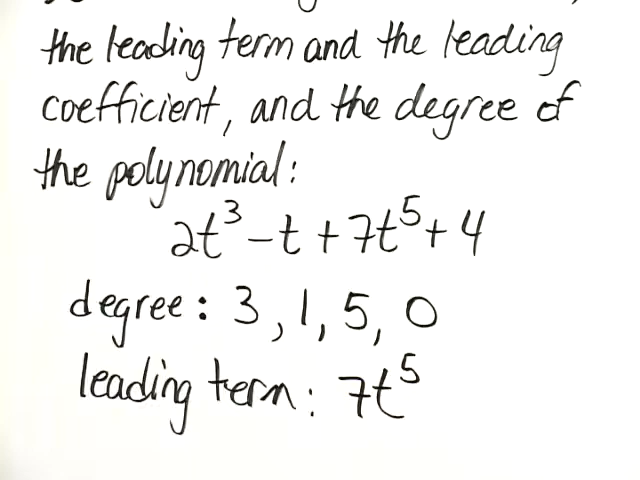 the leading term and the leading
coefficient, and the degree of
the polynomial:
2t³ - t + 7t⁵ + 4
degree: 3, 1, 5, 0
leading term: 7t⁵